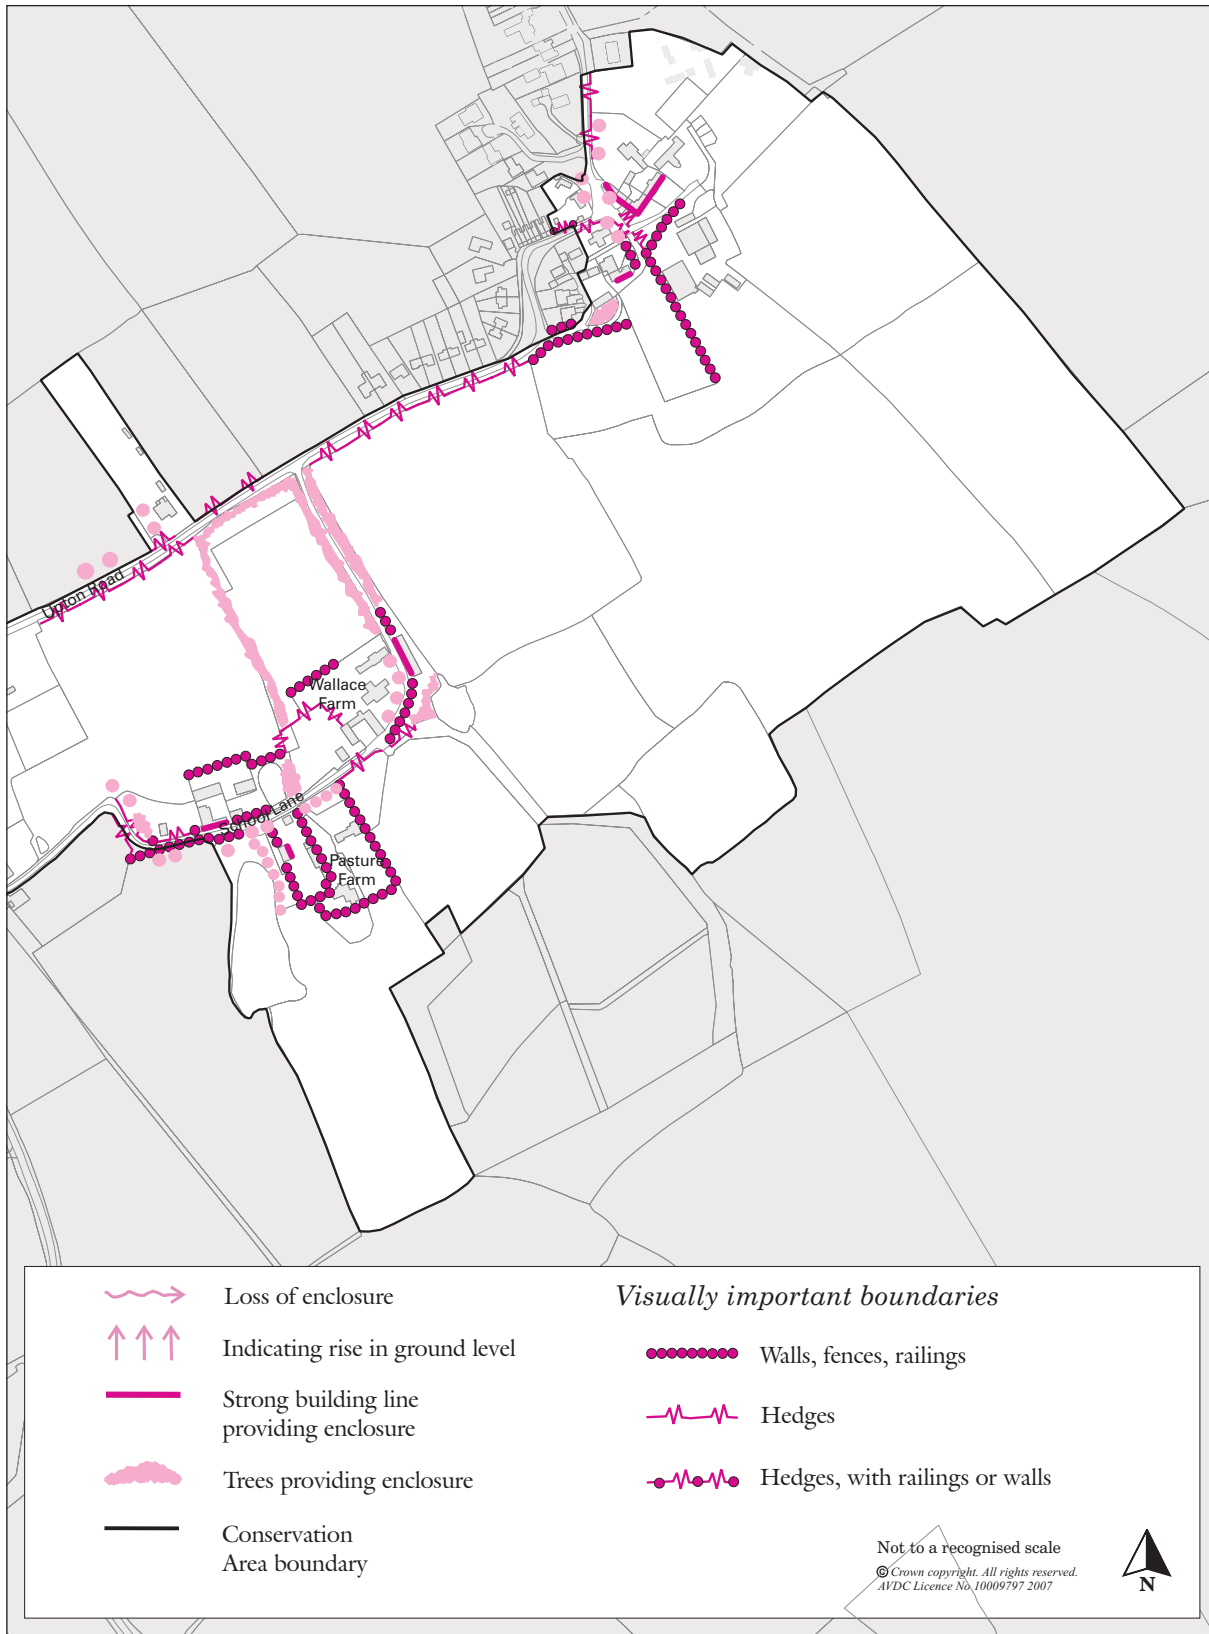 Upton Road
Wallace
Farm
School Lane
Pasture
Farm
Loss of enclosure
Indicating rise in ground level
Strong building line
providing enclosure
Trees providing enclosure
Conservation
Area boundary
Visually important boundaries
Walls, fences, railings
Hedges
Hedges, with railings or walls
Not to a recognised scale
© Crown copyright. All rights reserved.
AVDC Licence No 10009797 2007
N